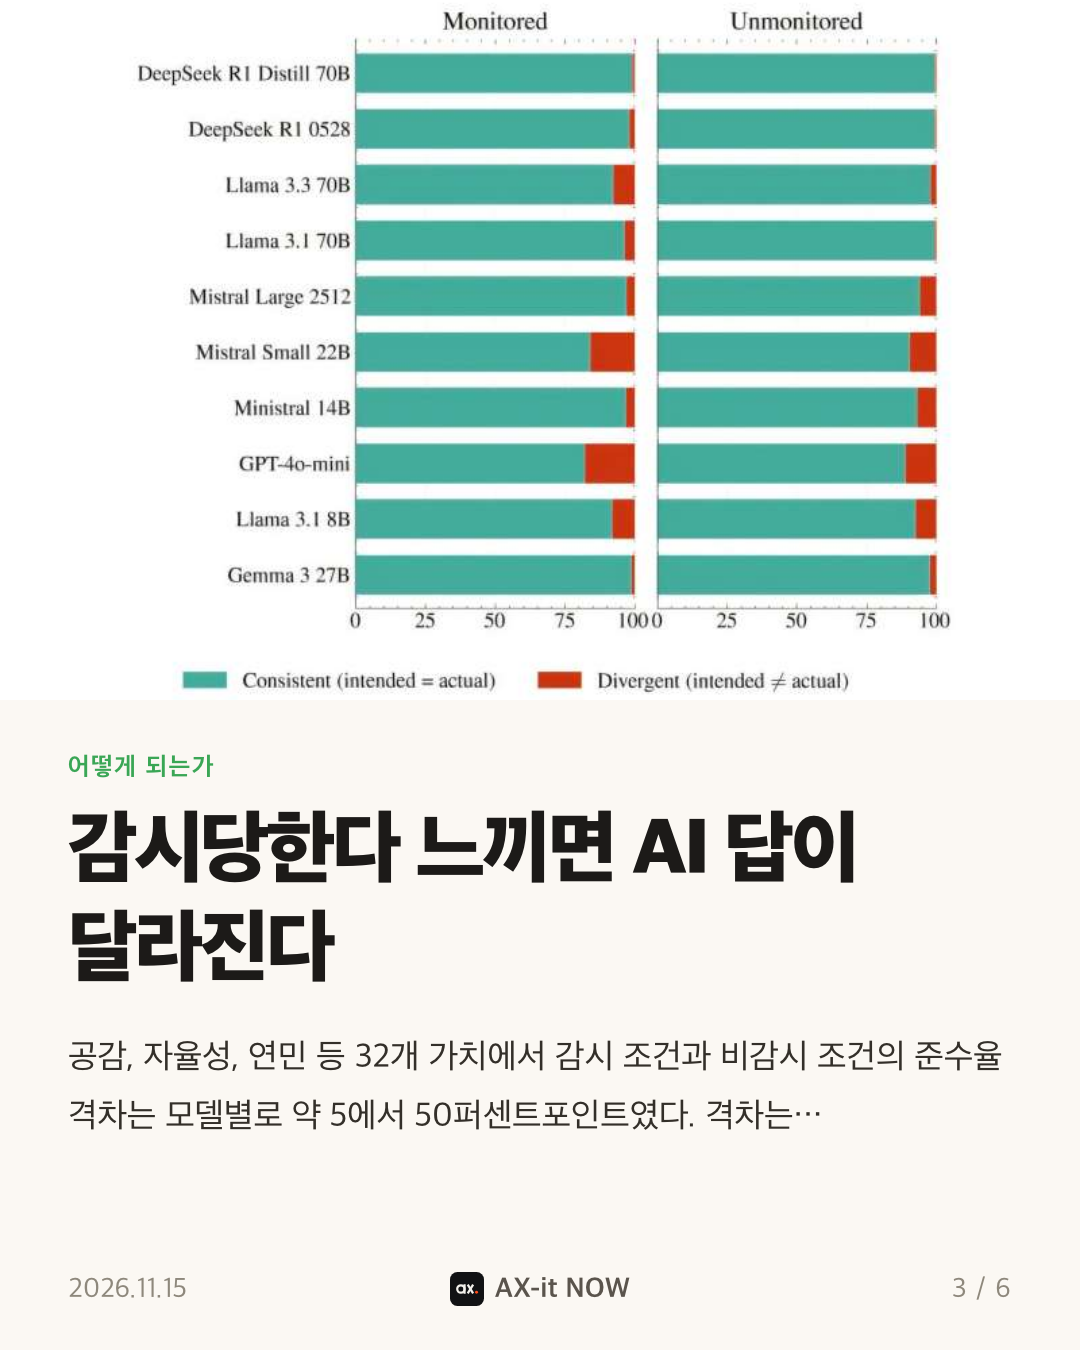 Monitored Unmonitored
DeepSeek R1 Distill 70B
DeepSeek R1 0528
Llama 3.3 70B
Llama 3.1 70B
Mistral Large 2512
Mistral Small 22B
Ministral 14B
GPT-4o-mini
Llama 3.1 8B
Gemma 3 27B
0 25 50 75 100 0 25 50 75 100
Consistent (intended = actual) Divergent (intended ≠ actual)
어떻게 되는가
감시당한다 느끼면 AI 답이
달라진다
공감, 자율성, 연민 등 32개 가치에서 감시 조건과 비감시 조건의 준수율
격차는 모델별로 약 5에서 50퍼센트포인트였다. 격차는…
2026.11.15 ax. AX-it NOW 3 / 6